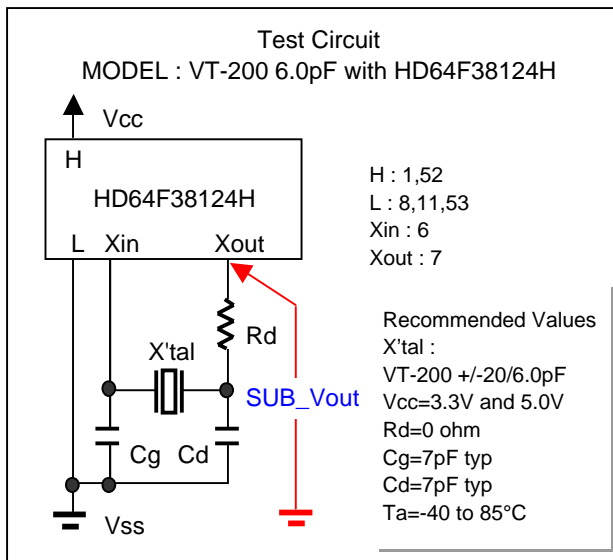 Test Circuit
MODEL : VT-200 6.0pF with HD64F38124H
Vcc
H
HD64F38124H
L Xin Xout
H : 1,52
L : 8,11,53
Xin : 6
Xout : 7
Rd
X'tal
SUB_Vout
Cg Cd
Vss
Recommended Values
X'tal :
VT-200 +/-20/6.0pF
Vcc=3.3V and 5.0V
Rd=0 ohm
Cg=7pF typ
Cd=7pF typ
Ta=-40 to 85°C